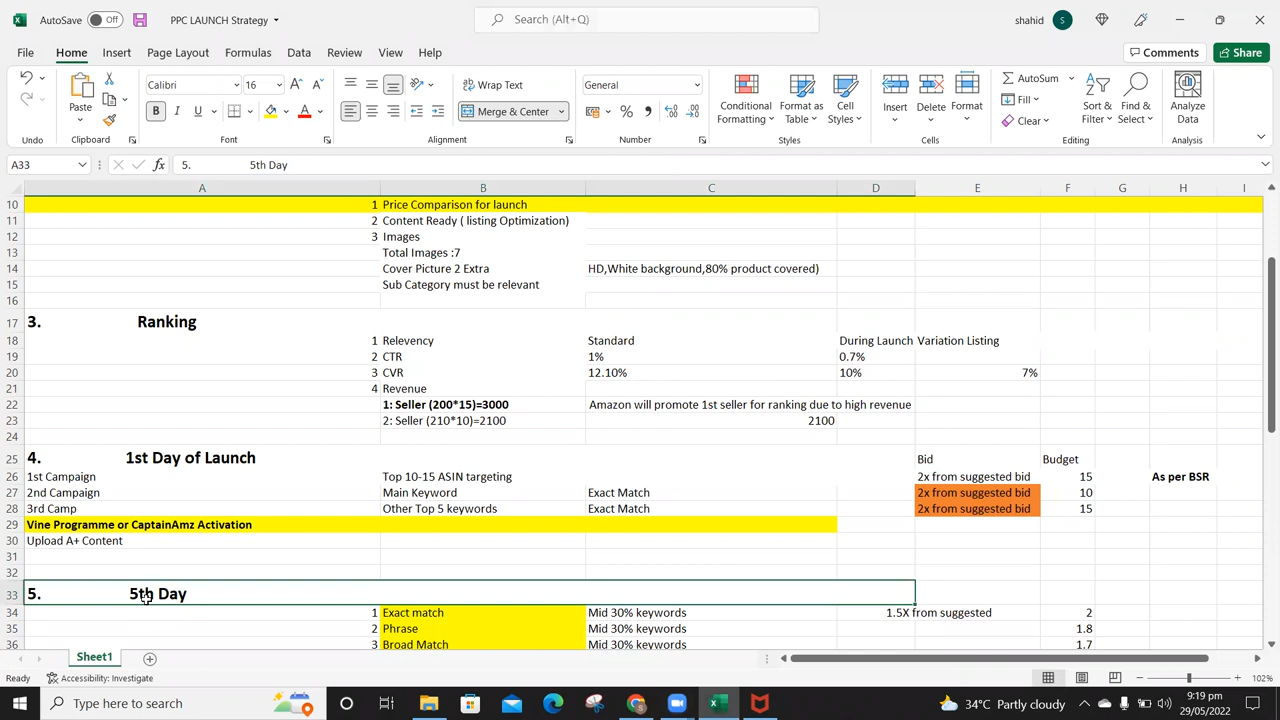 AutoSave Off PPC LAUNCH Strategy Search (Alt+Q) shahid S
File Home Insert Page Layout Formulas Data Review View Help Comments Share
Calibri 16 A A Wrap Text General AutoSum
Paste Conditional Formatting Format as Table Cell Styles Insert Delete Format Fill Sort & Filter Find & Select Analyze Data
B I U A Merge & Center % Clear
Undo Clipboard Font Alignment Number Styles Cells Editing Analysis
A33 fx 5. 5th Day
A B C D E F G H I
10 1 Price Comparison for launch
11 2 Content Ready ( listing Optimization)
12 3 Images
13 Total Images :7
14 Cover Picture 2 Extra HD,White background,80% product covered)
15 Sub Category must be relevant
16
17 3. Ranking
18 1 Relevency Standard During Launch Variation Listing
19 2 CTR 1% 0.7%
20 3 CVR 12.10% 10% 7%
21 4 Revenue
22 1: Seller (200*15)=3000 Amazon will promote 1st seller for ranking due to high revenue
23 2: Seller (210*10)=2100 2100
24
25 4. 1st Day of Launch Bid Budget
26 1st Campaign Top 10-15 ASIN targeting 2x from suggested bid 15 As per BSR
27 2nd Campaign Main Keyword Exact Match 2x from suggested bid 10
28 3rd Camp Other Top 5 keywords Exact Match 2x from suggested bid 15
29 Vine Programme or CaptainAmz Activation
30 Upload A+ Content
31
32
33 5. 5th Day
34 1 Exact match Mid 30% keywords 1.5X from suggested 2
35 2 Phrase Mid 30% keywords 1.8
36 3 Broad Match Mid 30% keywords 1.7
Sheet1
Ready Accessibility: Investigate 102%
Type here to search 34°C Partly cloudy 9:19 pm
29/05/2022